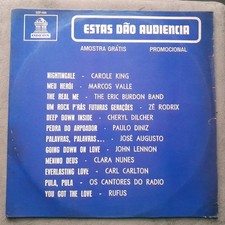 ODEON
ESTAS DÃO AUDIENCIA
AMOSTRA GRÁTIS PROMOCIONAL
NIGHTINGALE - CAROLE KING
MEU HERÓI - MARCOS VALLE
THE REAL ME - THE ERIC BURDON BAND
UM ROCK P'RÁS FUTURAS GERAÇÕES - ZÉ RODRIX
DEEP DOWN INSIDE - CHERYL DILCHER
PEDRA DO ARPOADOR - PAULO DINIZ
PALAVRAS, PALAVRAS... - JOSÉ AUGUSTO
GOING DOWN ON LOVE - JOHN LENNON
MENINO DEUS - CLARA NUNES
EVERLASTING LOVE - CARL CARLTON
PULA, PULA - OS CANTORES DO RADIO
YOU GOT THE LOVE - RUFUS